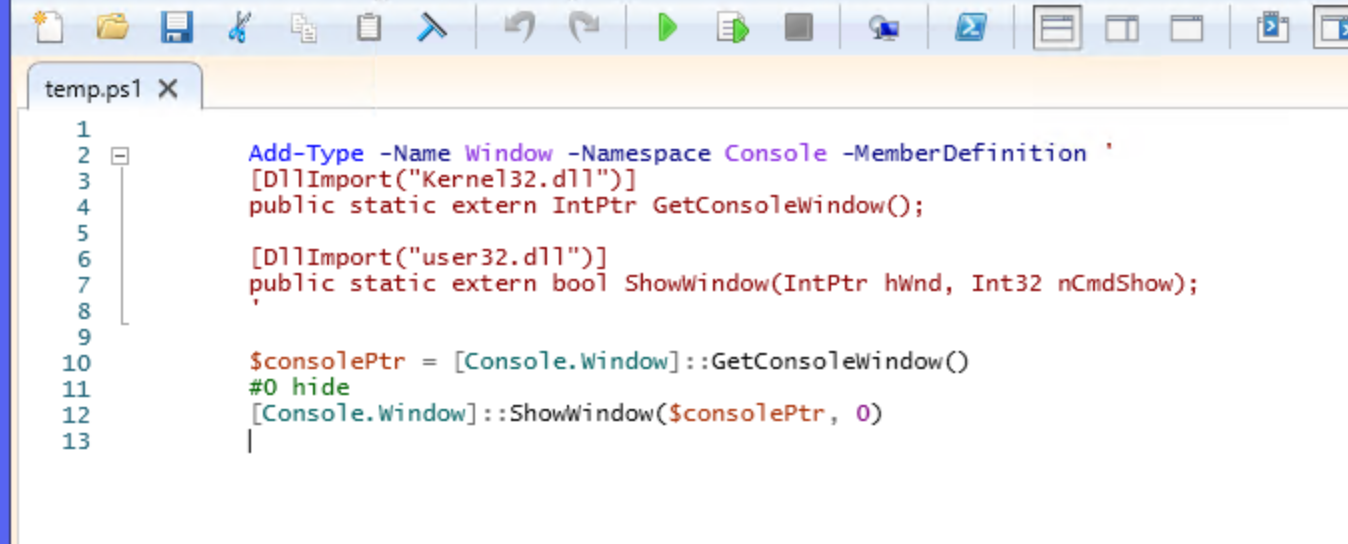 temp.ps1
1
2 Add-Type -Name Window -Namespace Console -MemberDefinition '
3 [DllImport("Kernel32.dll")]
4 public static extern IntPtr GetConsoleWindow();
5
6 [DllImport("user32.dll")]
7 public static extern bool ShowWindow(IntPtr hWnd, Int32 nCmdShow);
8 '
9
10 $consolePtr = [Console.Window]::GetConsoleWindow()
11 #0 hide
12 [Console.Window]::ShowWindow($consolePtr, 0)
13